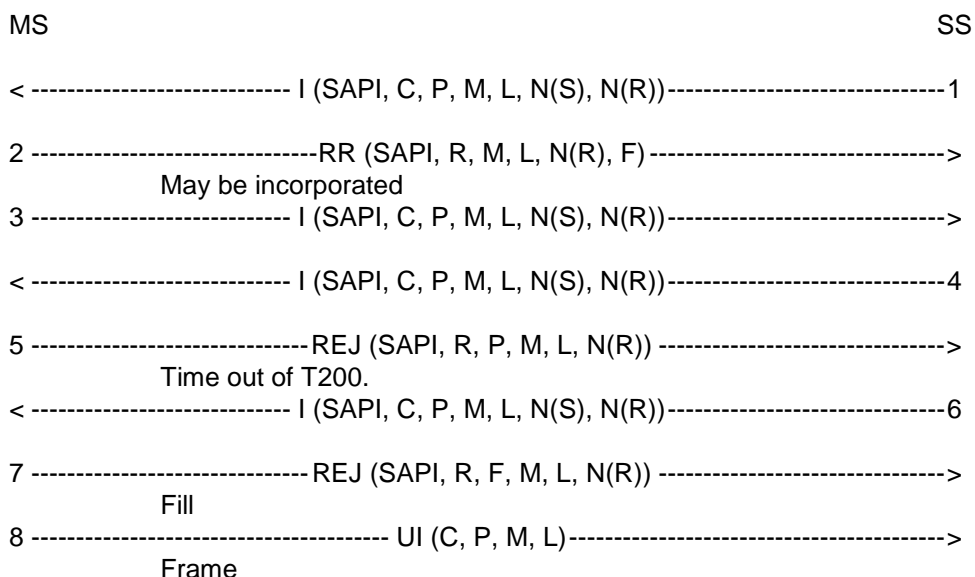 MS SS
< ----------------------------- I (SAPI, C, P, M, L, N(S), N(R))-------------------------------1
2 --------------------------------RR (SAPI, R, M, L, N(R), F) --------------------------------->
May be incorporated
3 ----------------------------- I (SAPI, C, P, M, L, N(S), N(R))------------------------------->
< ----------------------------- I (SAPI, C, P, M, L, N(S), N(R))-------------------------------4
5 -------------------------------REJ (SAPI, R, P, M, L, N(R)) -------------------------------->
Time out of T200.
< ----------------------------- I (SAPI, C, P, M, L, N(S), N(R))-------------------------------6
7 -------------------------------REJ (SAPI, R, F, M, L, N(R)) -------------------------------->
Fill
8 ---------------------------------------- UI (C, P, M, L)------------------------------------------>
Frame